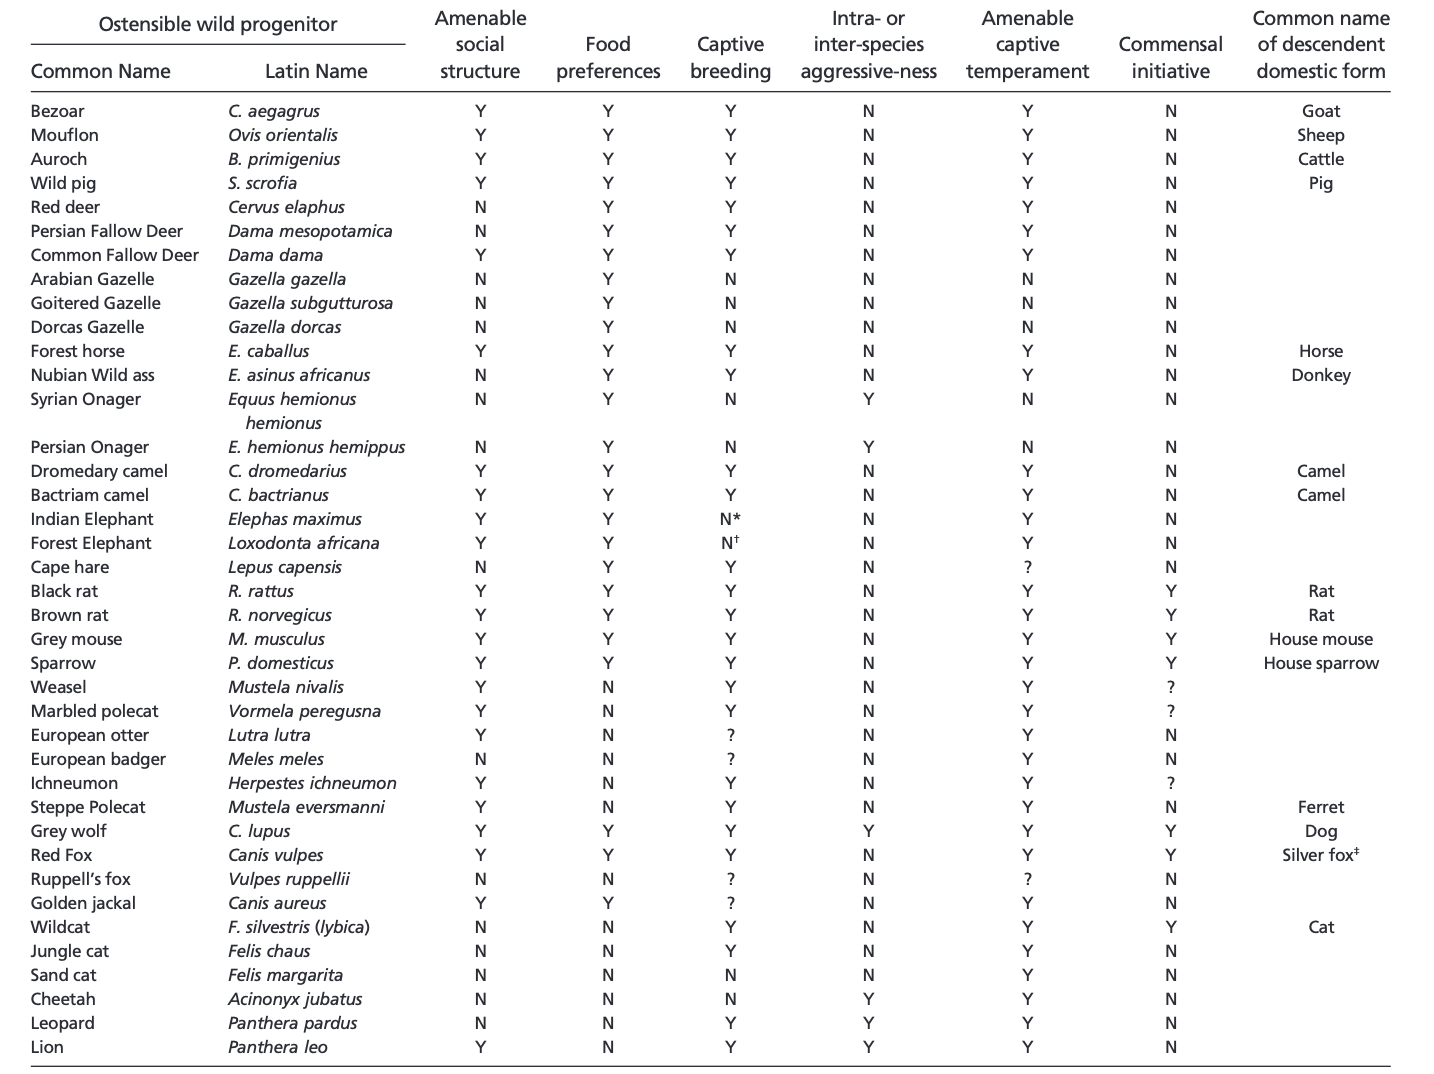 Ostensible wild progenitor Amenable social structure Food preferences Captive breeding Intra- or inter-species aggressive-ness Amenable captive temperament Commensal initiative Common name of descendent domestic form
Common Name Latin Name
Bezoar C. aegagrus Y Y Y N Y N Goat
Mouflon Ovis orientalis Y Y Y N Y N Sheep
Auroch B. primigenius Y Y Y N Y N Cattle
Wild pig S. scrofia Y Y Y N Y N Pig
Red deer Cervus elaphus N Y Y N Y N
Persian Fallow Deer Dama mesopotamica N Y Y N Y N
Common Fallow Deer Dama dama Y Y Y N Y N
Arabian Gazelle Gazella gazella N Y N N N N
Goitered Gazelle Gazella subgutturosa N Y N N N N
Dorcas Gazelle Gazella dorcas N Y N N N N
Forest horse E. caballus Y Y Y N Y N Horse
Nubian Wild ass E. asinus africanus N Y Y N Y N Donkey
Syrian Onager Equus hemionus N Y N Y N N
hemionus
Persian Onager E. hemionus hemippus N Y N Y N N
Dromedary camel C. dromedarius Y Y Y N Y N Camel
Bactriam camel C. bactrianus Y Y Y N Y N Camel
Indian Elephant Elephas maximus Y Y N* N Y N
Forest Elephant Loxodonta africana Y Y N† N Y N
Cape hare Lepus capensis N Y Y N ? N
Black rat R. rattus Y Y Y N Y Y Rat
Brown rat R. norvegicus Y Y Y N Y Y Rat
Grey mouse M. musculus Y Y Y N Y Y House mouse
Sparrow P. domesticus Y Y Y N Y Y House sparrow
Weasel Mustela nivalis Y N Y N Y ?
Marbled polecat Vormela peregusna Y N Y N Y ?
European otter Lutra lutra Y N ? N Y N
European badger Meles meles N N ? N Y N
Ichneumon Herpestes ichneumon Y N Y N Y ?
Steppe Polecat Mustela eversmanni Y N Y N Y N Ferret
Grey wolf C. lupus Y Y Y Y Y Y Dog
Red Fox Canis vulpes Y Y Y N Y Y Silver fox‡
Ruppell's fox Vulpes ruppellii N N ? N ? N
Golden jackal Canis aureus Y Y ? N Y N
Wildcat F. silvestris (lybica) N N Y N Y Y Cat
Jungle cat Felis chaus N N Y N Y N
Sand cat Felis margarita N N N N Y N
Cheetah Acinonyx jubatus N N N Y Y N
Leopard Panthera pardus N N Y Y Y N
Lion Panthera leo Y N Y Y Y N